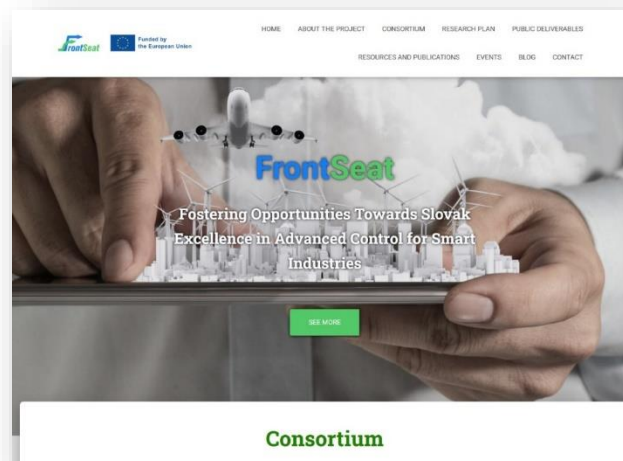 FrontSeat
Funded by
the European Union
HOME ABOUT THE PROJECT CONSORTIUM RESEARCH PLAN PUBLIC DELIVERABLES
RESOURCES AND PUBLICATIONS EVENTS BLOG CONTACT
FrontSeat
Fostering Opportunities Towards Slovak
Excellence in Advanced Control for Smart
Industries
SEE MORE
Consortium